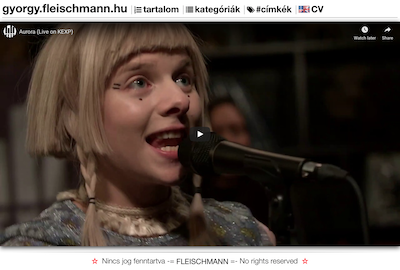 gyorgy.fleischmann.hu tartalom kategóriák #címkék CV
Aurora (Live on KEXP)
Watch later Share
Nincs jog fenntartva -= FLEISCHMANN =- No rights reserved